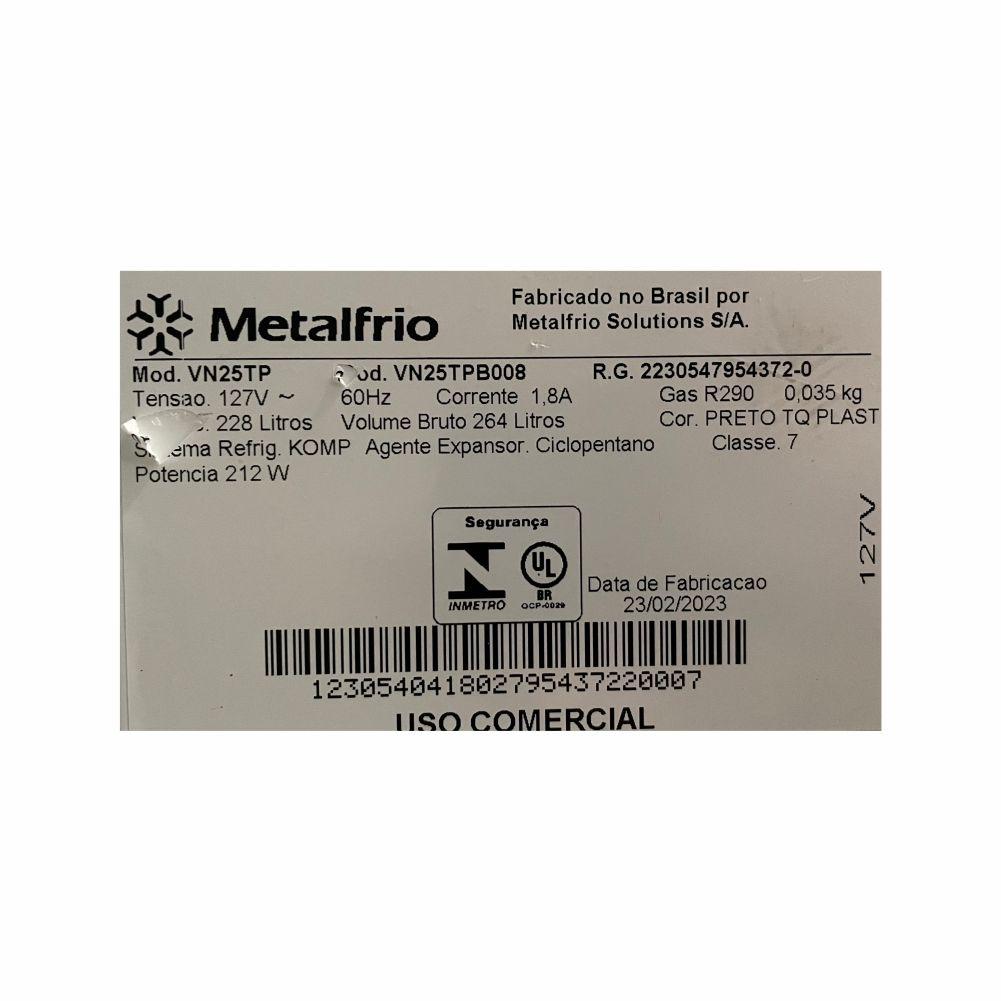 Metalfrio
Fabricado no Brasil por
Metalfrio Solutions S/A.
Mod. VN25TP od. VN25TPB008 R.G. 2230547954372-0
Tensao. 127V ~ 60Hz Corrente 1,8A Gas R290 0,035 kg
228 Litros Volume Bruto 264 Litros Cor. PRETO TQ PLAST
ema Refrig. KOMP Agente Expansor. Ciclopentano Classe. 7
Potencia 212 W
127V
Segurança
UL
BR
INMETRO OCP-0029
Data de Fabricacao
23/02/2023
123054041802795437220007
USO COMERCIAL